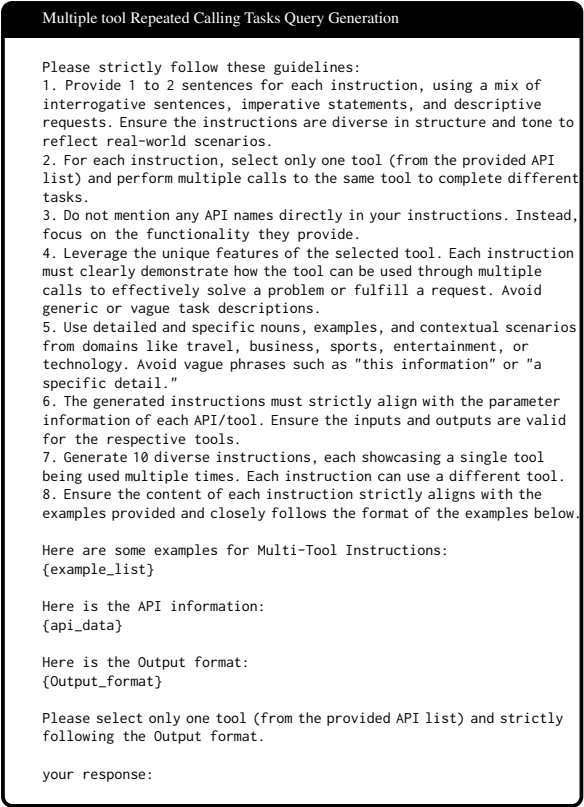 Multiple tool Repeated Calling Tasks Query Generation
Please strictly follow these guidelines:
1. Provide 1 to 2 sentences for each instruction, using a mix of
interrogative sentences, imperative statements, and descriptive
requests. Ensure the instructions are diverse in structure and tone to
reflect real-world scenarios.
2. For each instruction, select only one tool (from the provided API
list) and perform multiple calls to the same tool to complete different
tasks.
3. Do not mention any API names directly in your instructions. Instead,
focus on the functionality they provide.
4. Leverage the unique features of the selected tool. Each instruction
must clearly demonstrate how the tool can be used through multiple
calls to effectively solve a problem or fulfill a request. Avoid
generic or vague task descriptions.
5. Use detailed and specific nouns, examples, and contextual scenarios
from domains like travel, business, sports, entertainment, or
technology. Avoid vague phrases such as "this information" or "a
specific detail."
6. The generated instructions must strictly align with the parameter
information of each API/tool. Ensure the inputs and outputs are valid
for the respective tools.
7. Generate 10 diverse instructions, each showcasing a single tool
being used multiple times. Each instruction can use a different tool.
8. Ensure the content of each instruction strictly aligns with the
examples provided and closely follows the format of the examples below.
Here are some examples for Multi-Tool Instructions:
{example_list}
Here is the API information:
{api_data}
Here is the Output format:
{Output_format}
Please select only one tool (from the provided API list) and strictly
following the Output format.
your response: